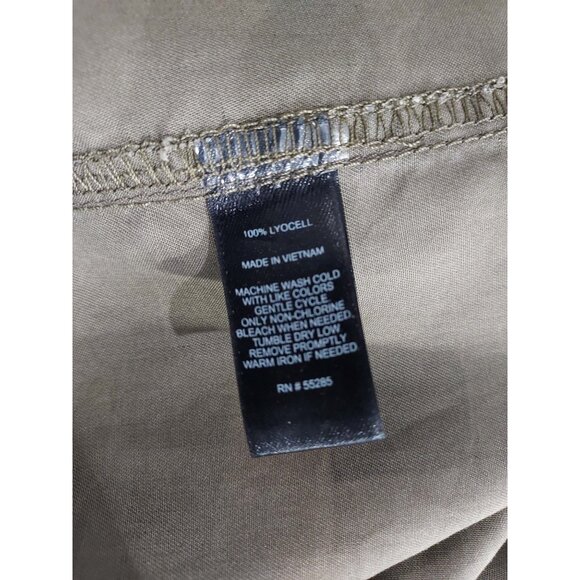 100% LYOCELL
MADE IN VIETNAM
MACHINE WASH COLD
WITH LIKE COLORS
GENTLE CYCLE
ONLY NON-CHLORINE
BLEACH WHEN NEEDED.
TUMBLE DRY LOW
REMOVE PROMPTLY
WARM IRON IF NEEDED
RN # 55285